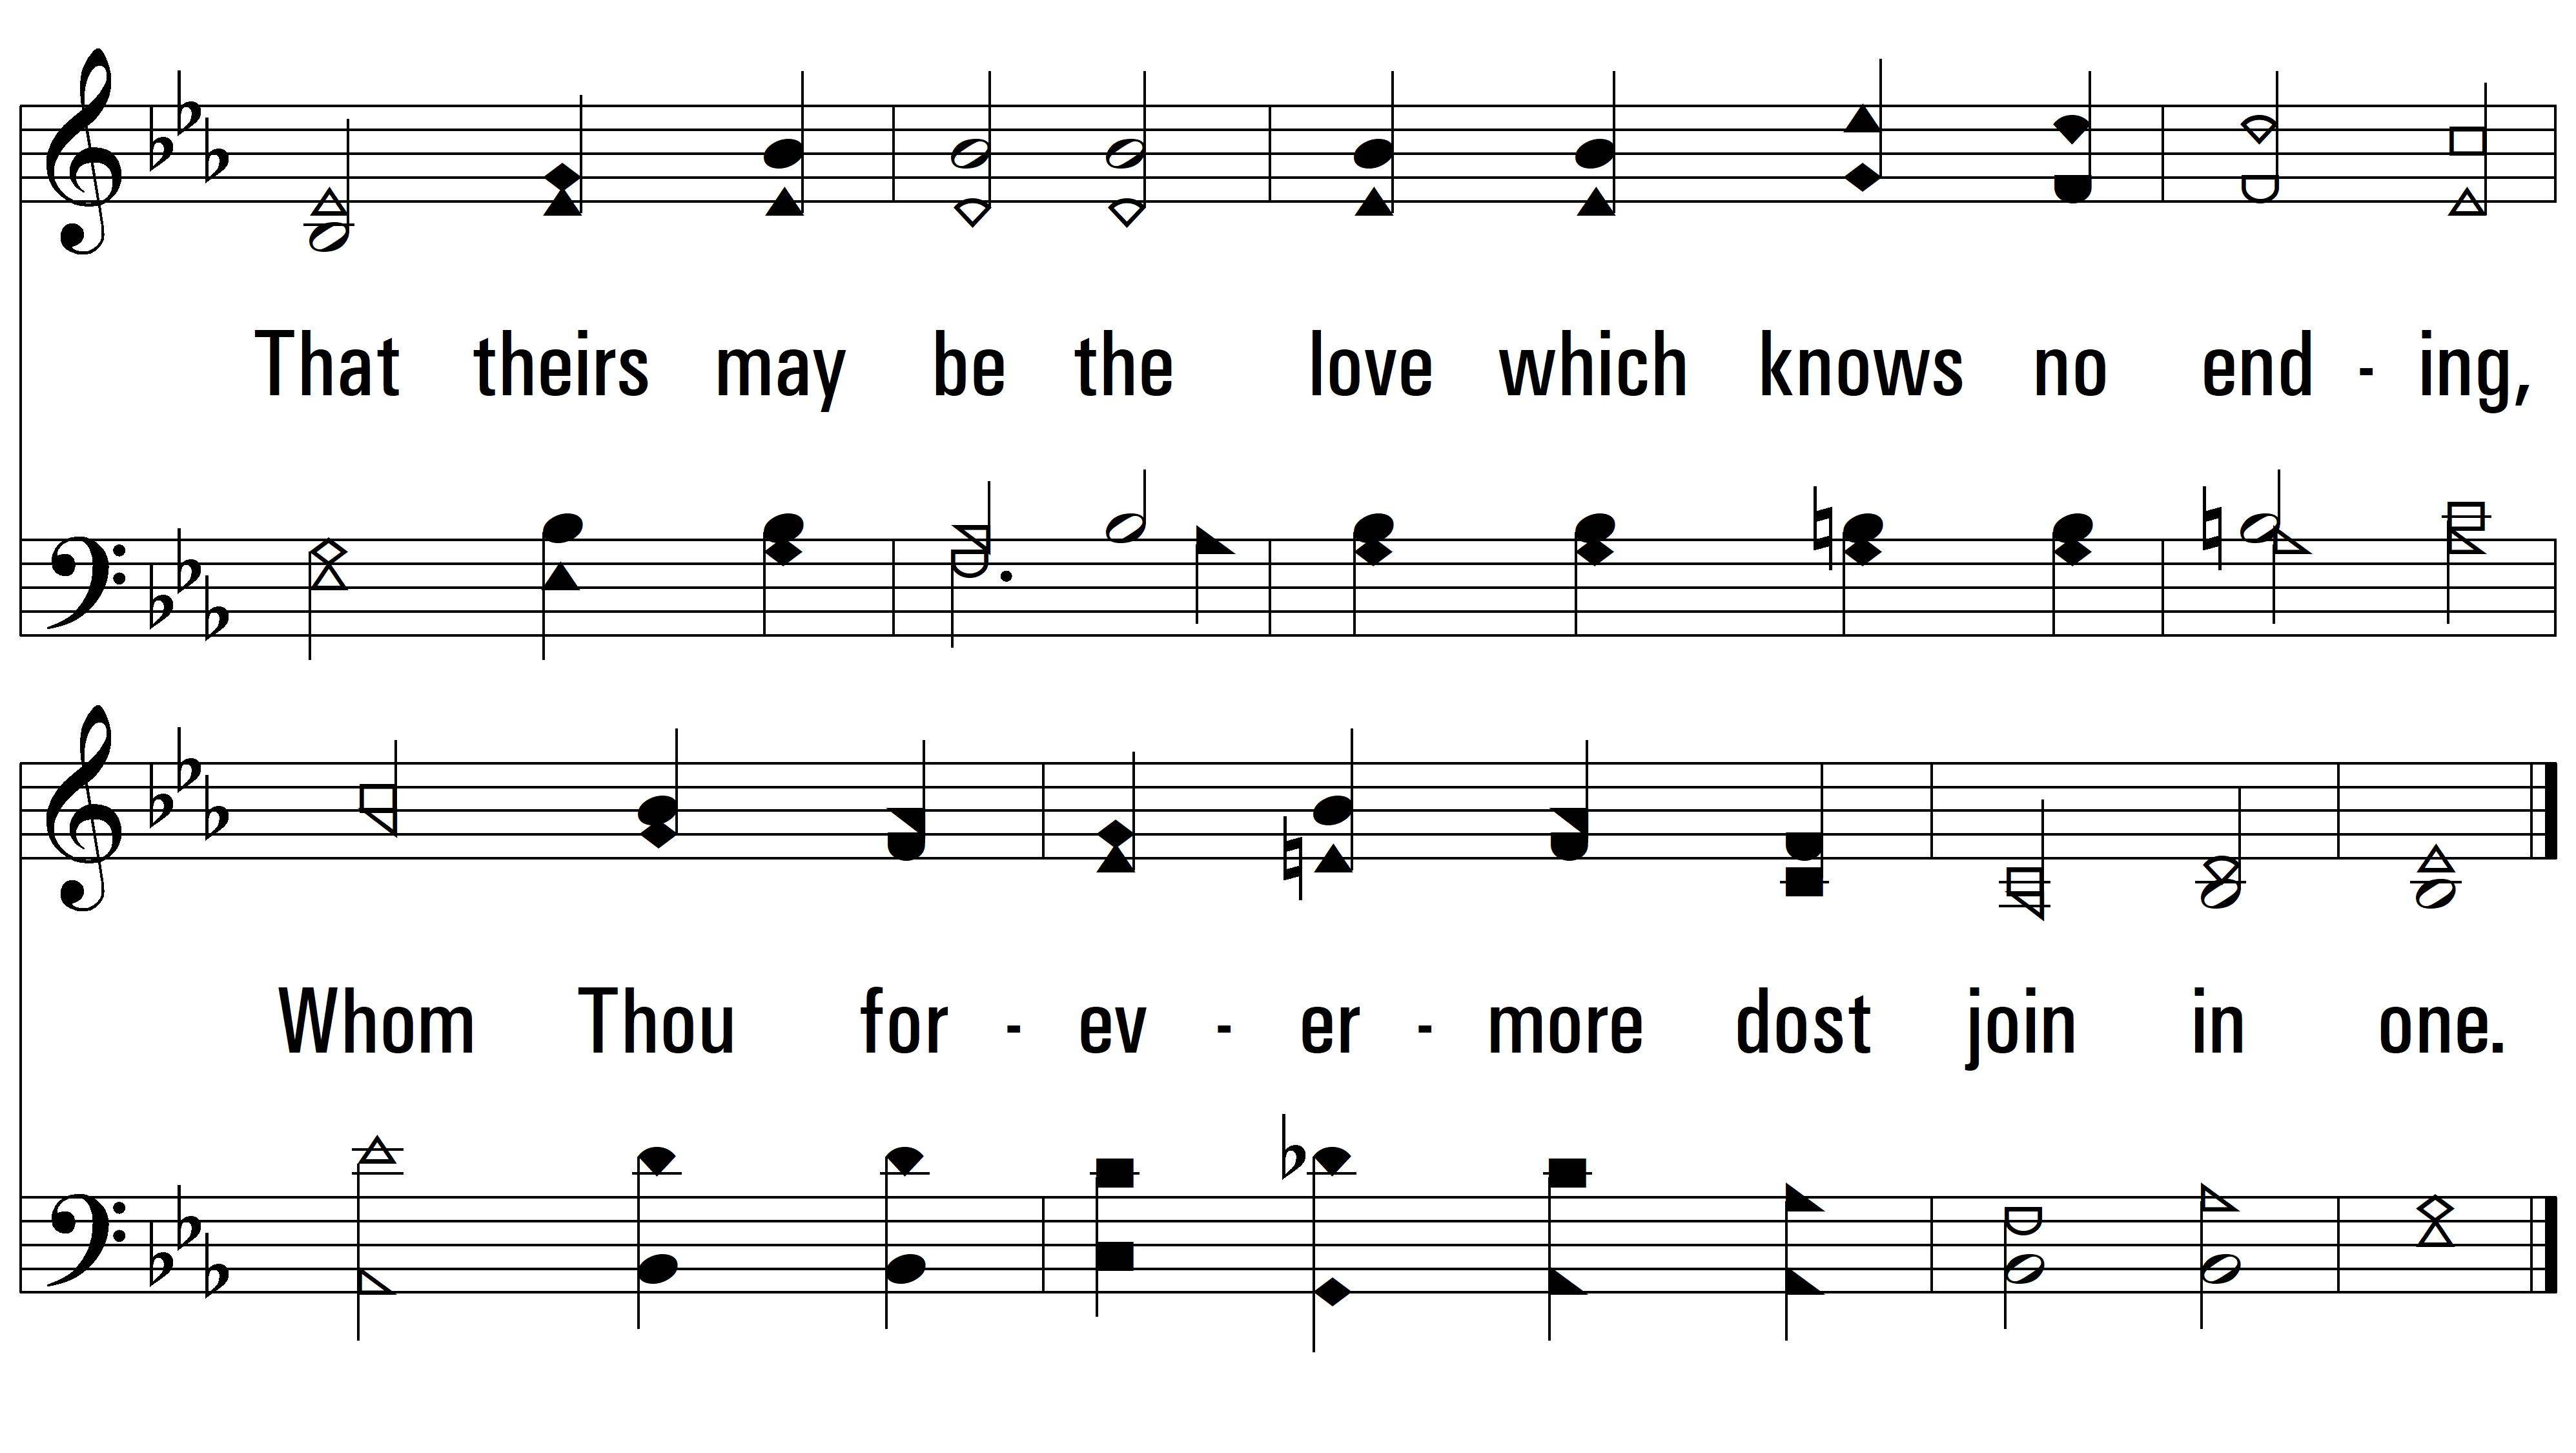 That theirs may be the love which knows no end - ing,
Whom Thou for - ev - er - more dost join in one.